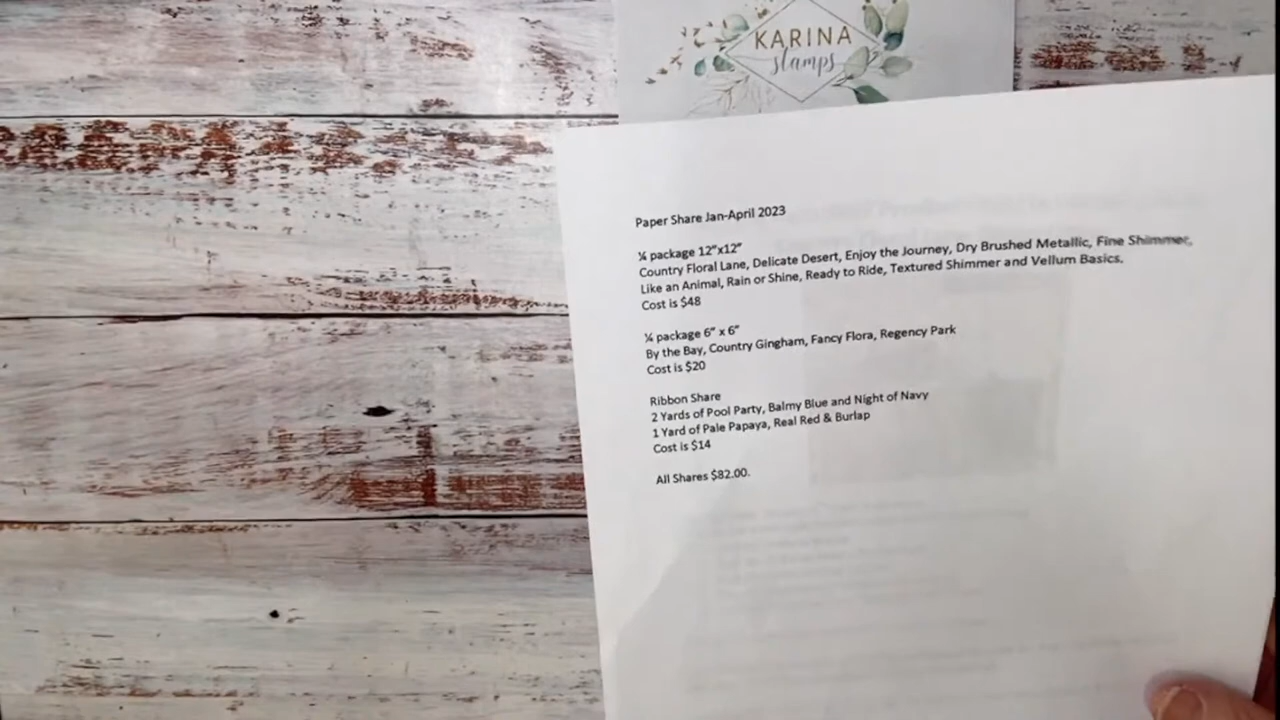 KARINA
stamps
Paper Share Jan-April 2023
¼ package 12"x12"
Country Floral Lane, Delicate Desert, Enjoy the Journey, Dry Brushed Metallic, Fine Shimmer,
Like an Animal, Rain or Shine, Ready to Ride, Textured Shimmer and Vellum Basics.
Cost is $48
¼ package 6" x 6"
By the Bay, Country Gingham, Fancy Flora, Regency Park
Cost is $20
Ribbon Share
2 Yards of Pool Party, Balmy Blue and Night of Navy
1 Yard of Pale Papaya, Real Red & Burlap
Cost is $14
All Shares $82.00.